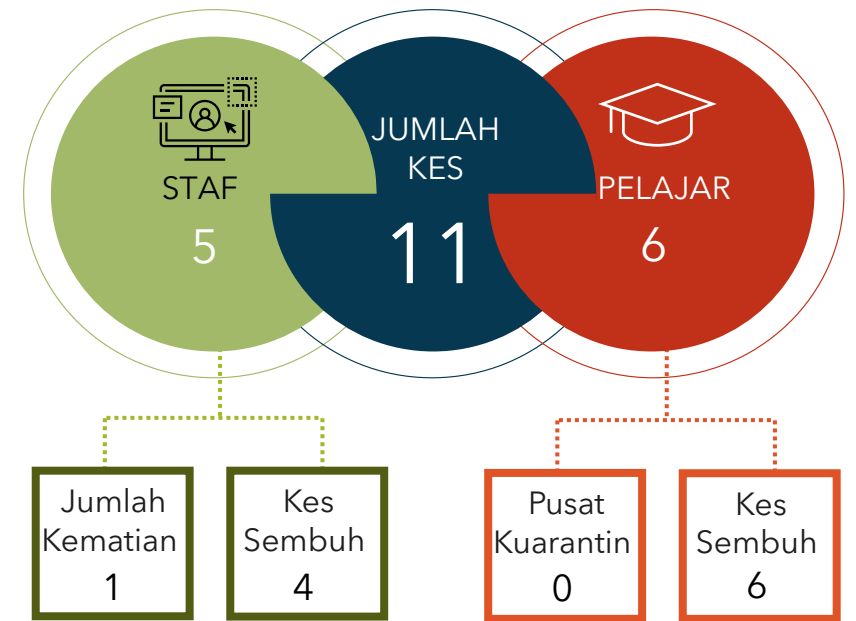 STAF
5
JUMLAH
KES
11
PELAJAR
6
Jumlah
Kematian
1
Kes
Sembuh
4
Pusat
Kuarantin
0
Kes
Sembuh
6